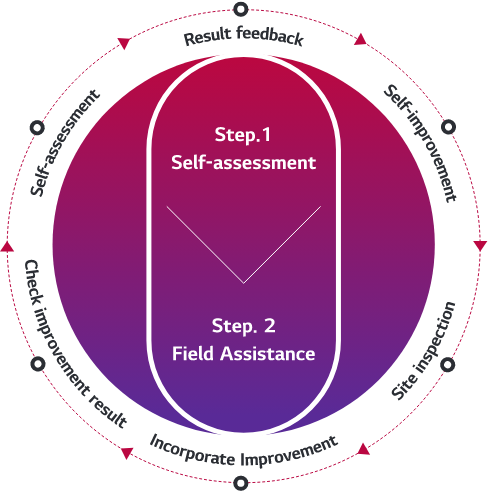 Result feedback
Self-assessment
Self-improvement
Step.1
Self-assessment
Check improvement result
Site inspection
Step. 2
Field Assistance
Incorporate Improvement